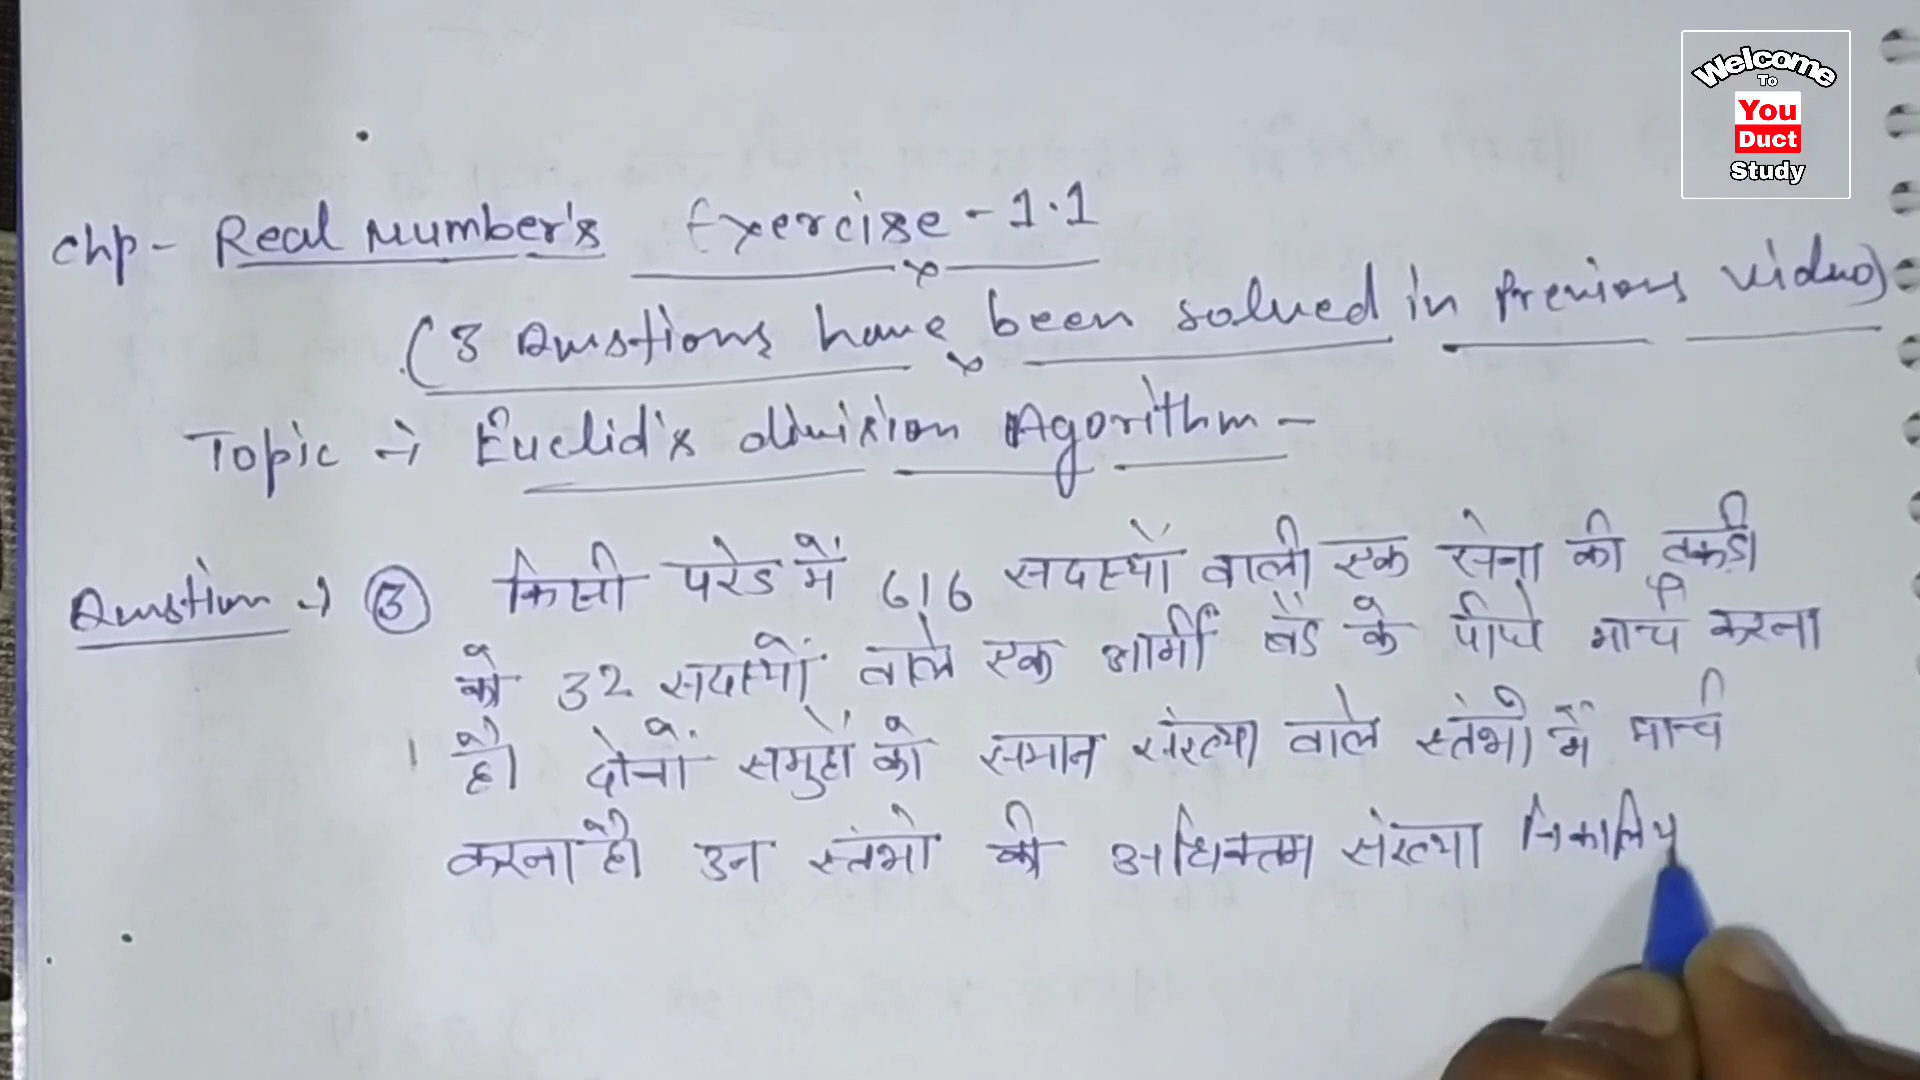 Welcome
To
You
Duct
Study
Chp- Real Number's Exercise - 1.1
(3 Questions have been solved in Previous video)
Topic → Euclid's division Agorithm -
Question → ③ किसी परेड में 616 सदस्यों वाली एक सेना की टुकड़ी
को 32 सदस्यों वाले एक आर्मी बैंड के पीछे मार्च करना
है। दोनों समुहों को समान संख्या वाले स्तंभों में मार्च
करना है। उन स्तंभो की अधिकतम संख्या निकालिए